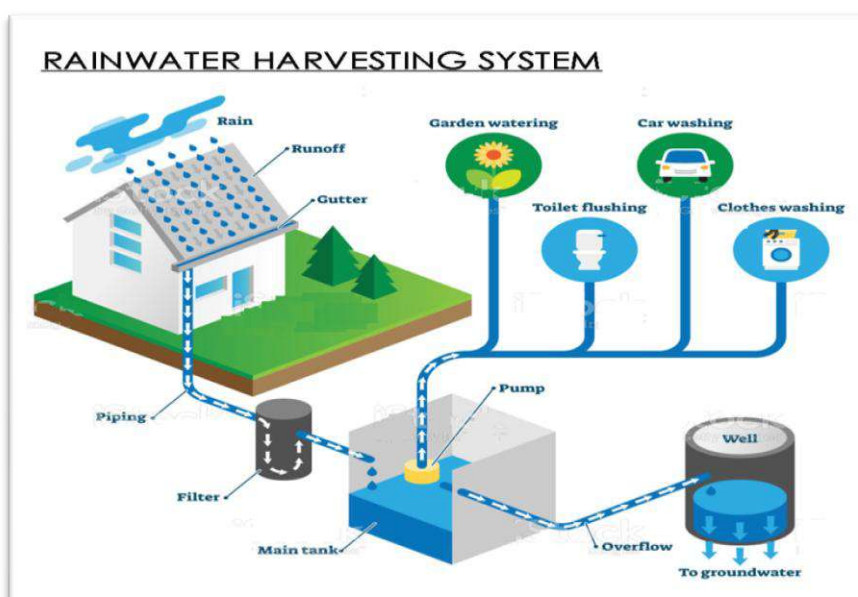 RAINWATER HARVESTING SYSTEM
Rain
Runoff
Gutter
Garden watering
Car washing
Toilet flushing
Clothes washing
Piping
Filter
Main tank
Pump
Overflow
Well
To groundwater